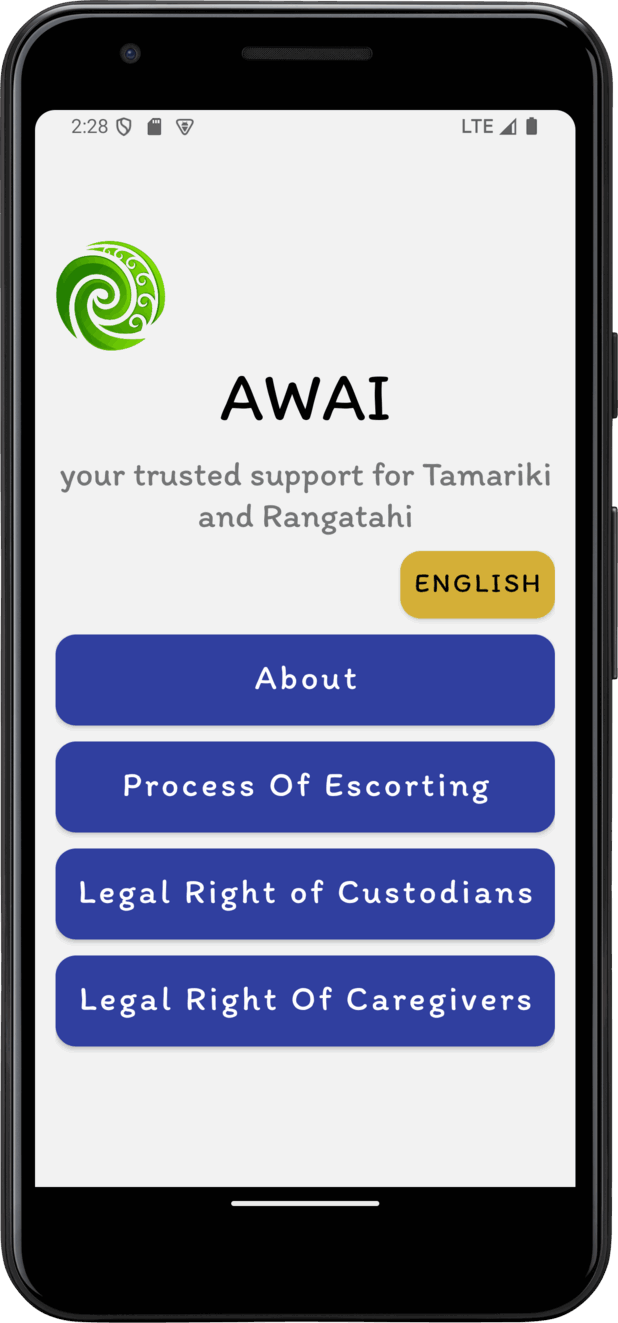 2:28 LTE
AWAI
your trusted support for Tamariki
and Rangatahi
ENGLISH
About
Process Of Escorting
Legal Right of Custodians
Legal Right Of Caregivers